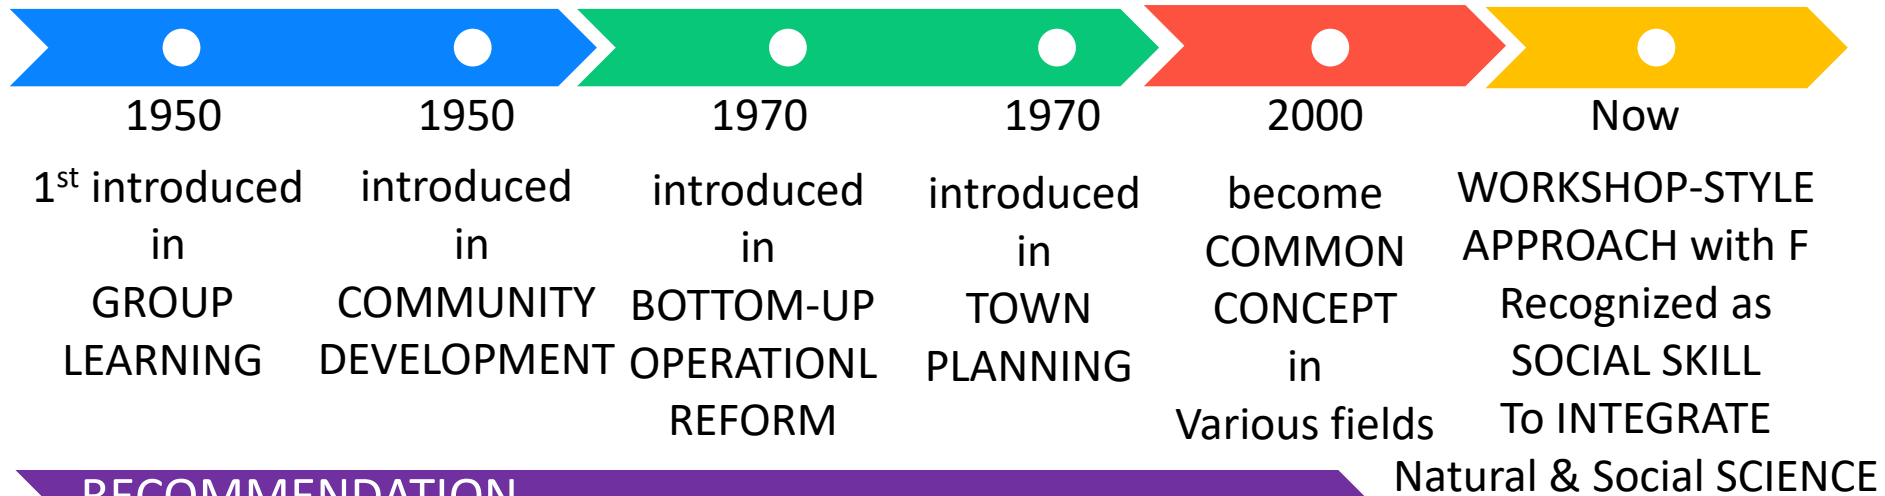 1950
1st introduced
in
GROUP
LEARNING
1950
introduced
in
COMMUNITY
DEVELOPMENT
1970
introduced
in
BOTTOM-UP
OPERATIONL
REFORM
1970
introduced
in
TOWN
PLANNING
2000
become
COMMON
CONCEPT
in
Various fields
Now
WORKSHOP-STYLE
APPROACH with F
Recognized as
SOCIAL SKILL
To INTEGRATE
Natural & Social SCIENCE
RECOMMENDATION